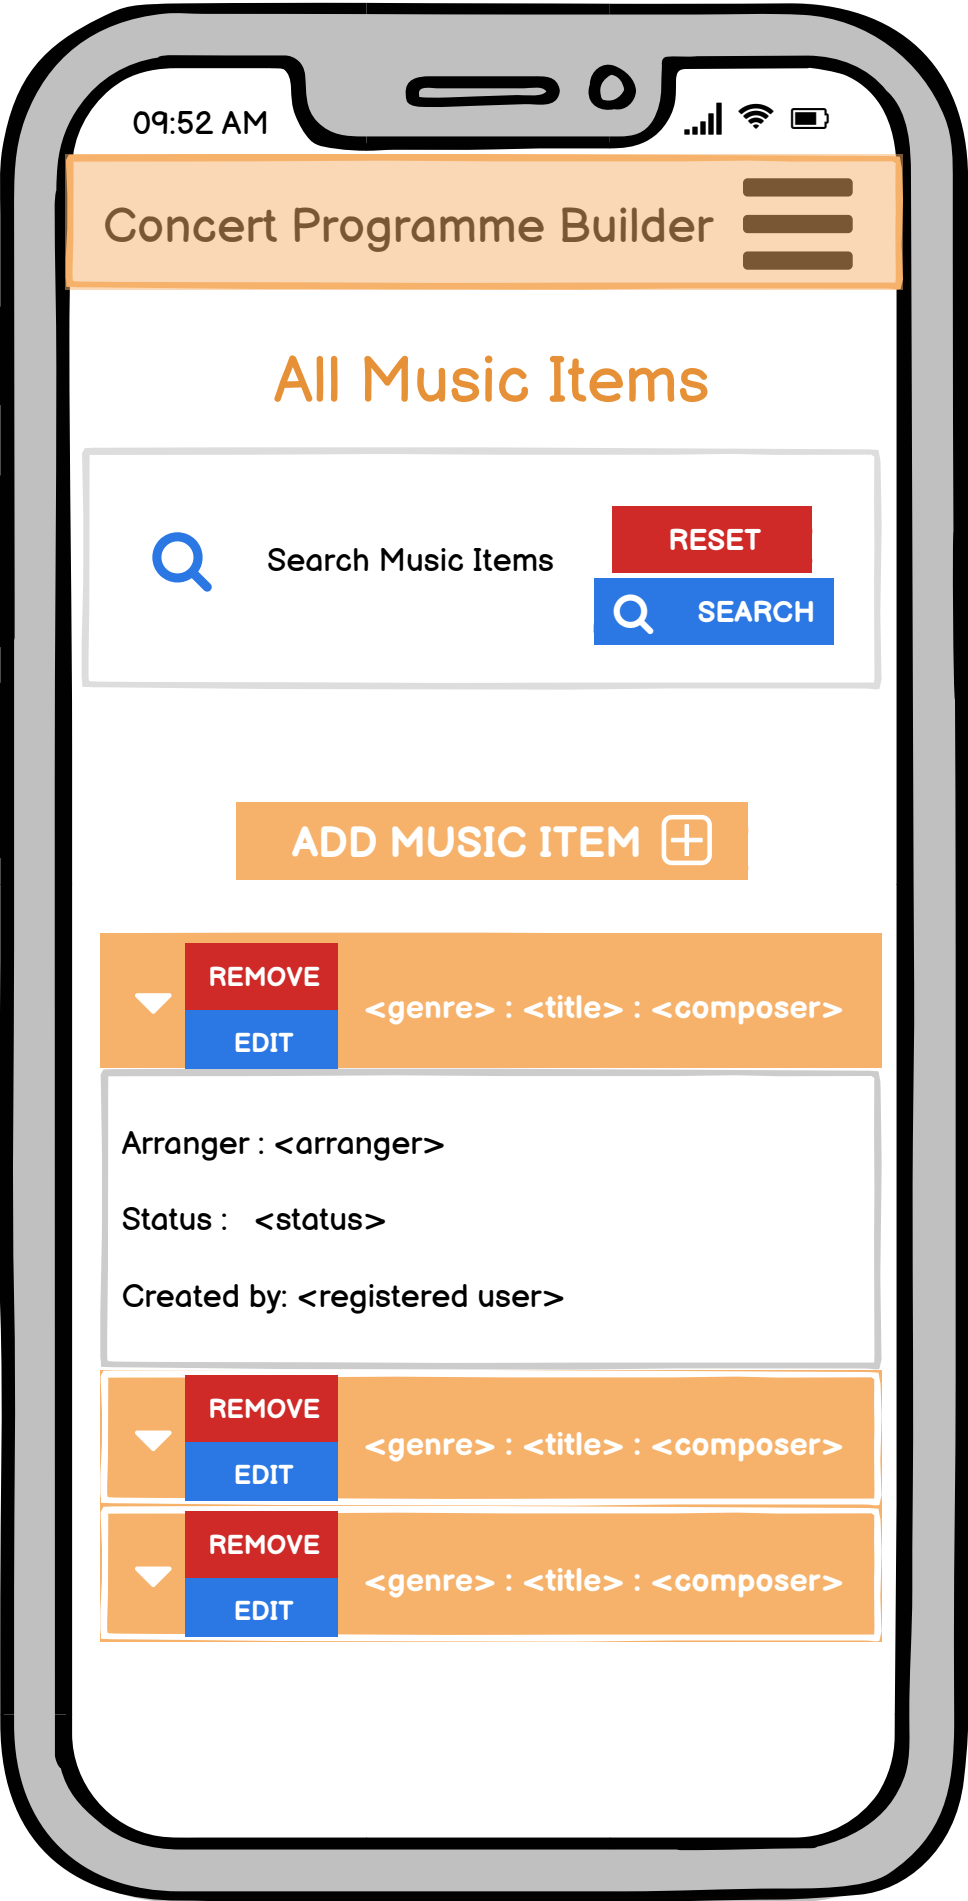 09:52 AM
Concert Programme Builder
All Music Items
Search Music Items
RESET
SEARCH
ADD MUSIC ITEM
REMOVE
EDIT
<genre> : <title> : <composer>
Arranger : <arranger>
Status :   <status>
Created by: <registered user>
REMOVE
EDIT
<genre> : <title> : <composer>
REMOVE
EDIT
<genre> : <title> : <composer>